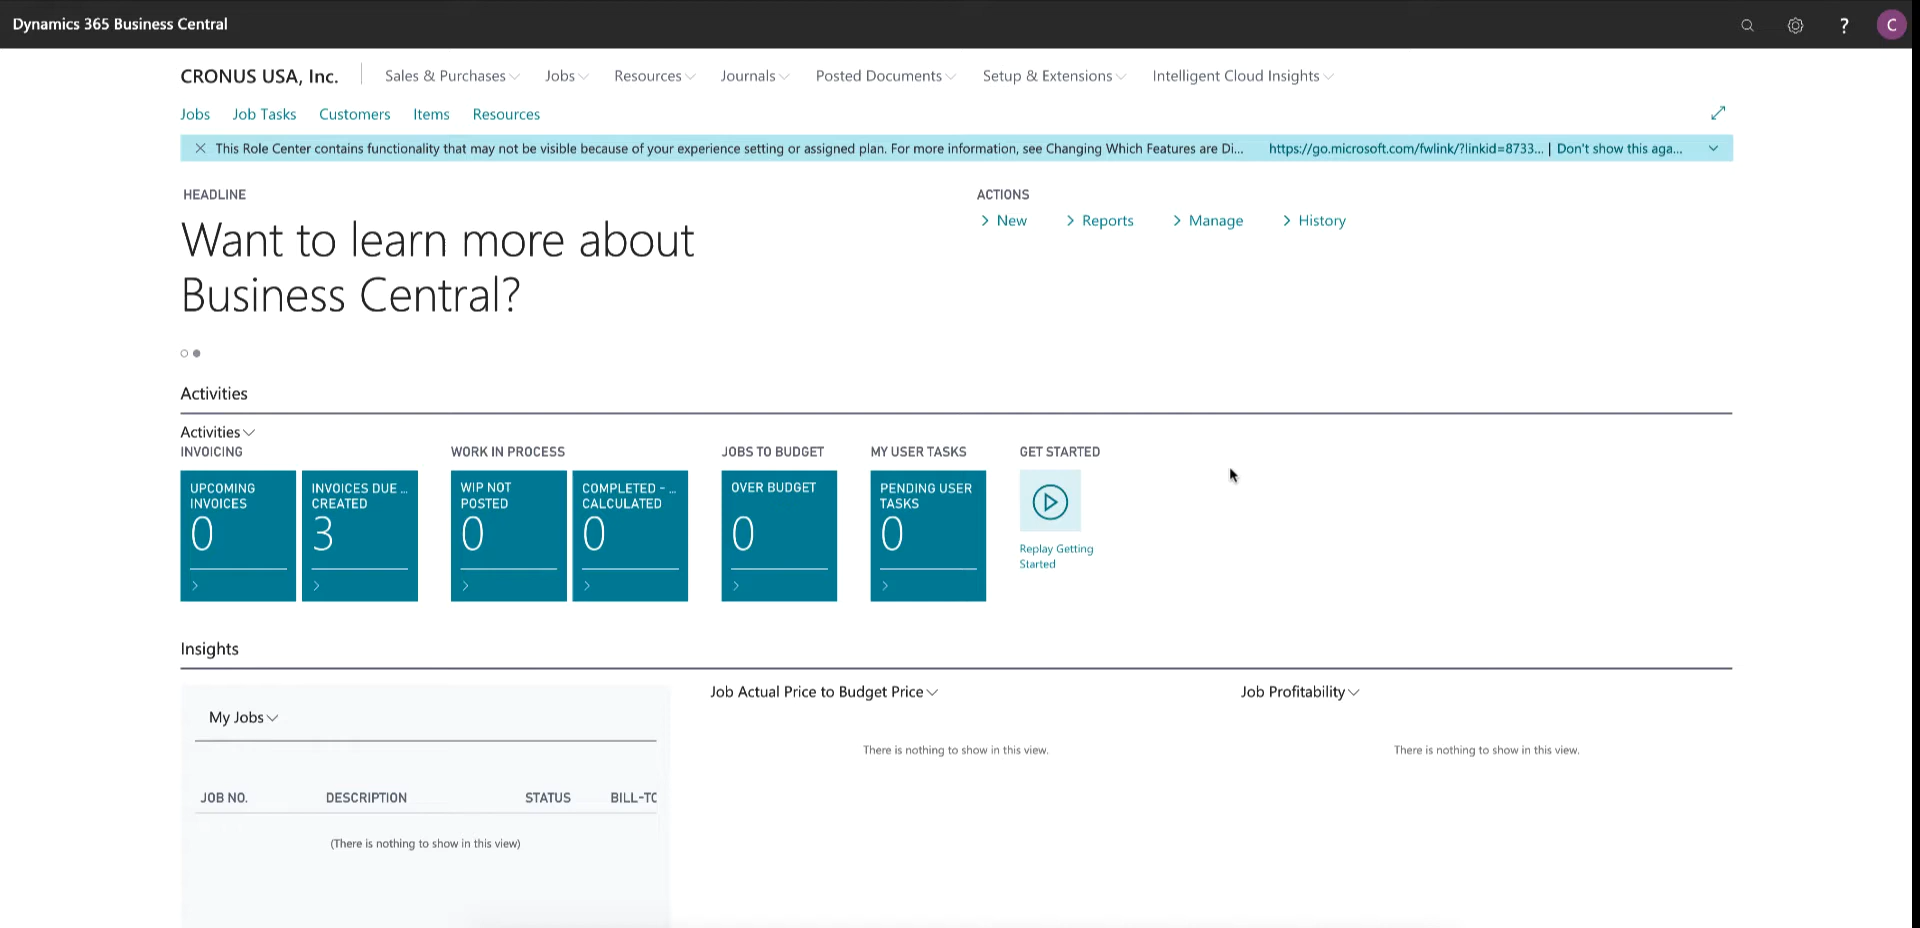 Dynamics 365 Business Central
?
C
CRONUS USA, Inc.
Sales & Purchases
Jobs
Resources
Journals
Posted Documents
Setup & Extensions
Intelligent Cloud Insights
Jobs
Job Tasks
Customers
Items
Resources
This Role Center contains functionality that may not be visible because of your experience setting or assigned plan. For more information, see Changing Which Features are Di...
https://go.microsoft.com/fwlink/?linkid=8733... | Don't show this aga...
HEADLINE
Want to learn more about
Business Central?
ACTIONS
New
Reports
Manage
History
Activities
Activities
INVOICING
UPCOMING
INVOICES
0
INVOICES DUE ...
CREATED
3
WORK IN PROCESS
WIP NOT
POSTED
0
COMPLETED - ...
CALCULATED
0
JOBS TO BUDGET
OVER BUDGET
0
MY USER TASKS
PENDING USER
TASKS
0
GET STARTED
Replay Getting
Started
Insights
My Jobs
JOB NO.
DESCRIPTION
STATUS
BILL-TO
(There is nothing to show in this view)
Job Actual Price to Budget Price
There is nothing to show in this view.
Job Profitability
There is nothing to show in this view.